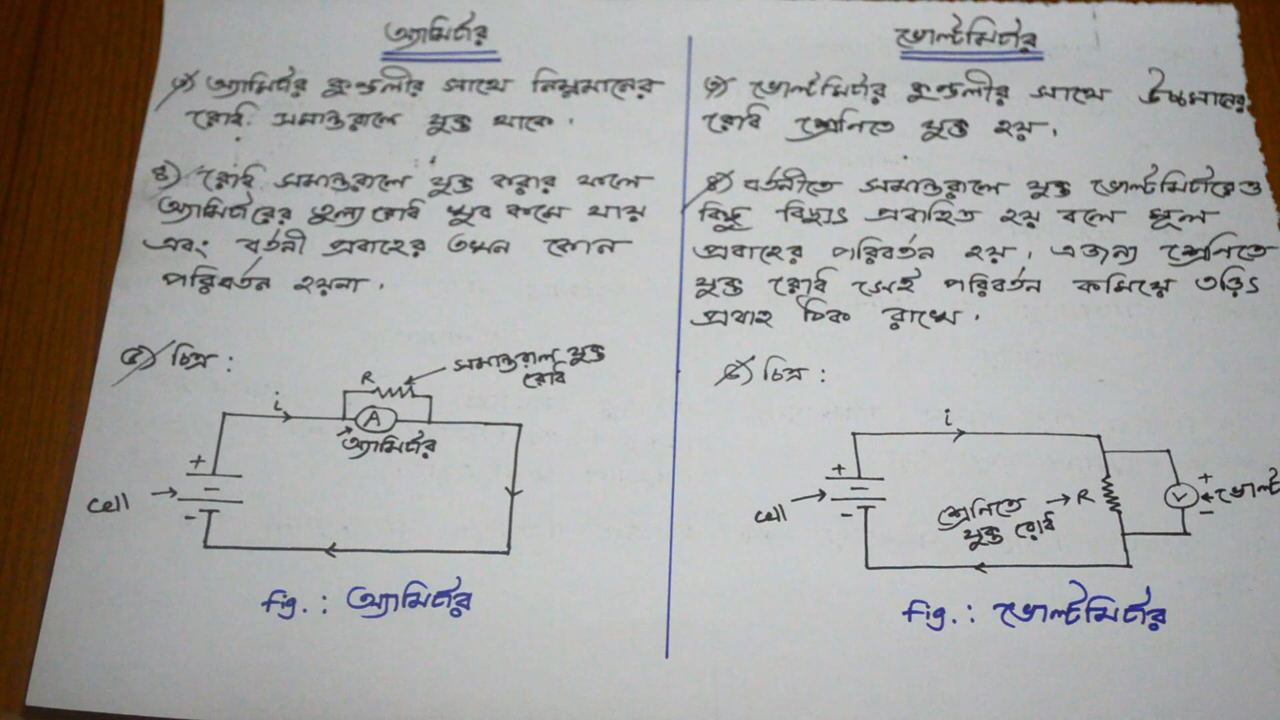 অ্যামিটার
৩) অ্যামিটার কুণ্ডলীর সাথে নিম্নমানের
রোধ সমান্তরালে যুক্ত থাকে।
৪) রোধ সমান্তরালে যুক্ত করার ফলে
অ্যামিটারের তুল্য রোধ খুব কমে যায়
এবং বর্তনী প্রবাহের তখন কোন
পরিবর্তন হয়না।
৫) চিত্র :
R
সমান্তরাল যুক্ত
রোধ
i
A
অ্যামিটার
+
-
-
cell
fig. : অ্যামিটার
ভোল্টমিটার
৩) ভোল্টমিটার কুণ্ডলীর সাথে উচ্চমানের
রোধ শ্রেনিতে যুক্ত হয়।
৪) বর্তনীতে সমান্তরালে যুক্ত ভোল্টমিটারেও
কিছু বিদ্যুৎ প্রবাহিত হয় বলে মূল
প্রবাহের পরিবর্তন হয়। এজন্য শ্রেনিতে
যুক্ত রোধ সেই পরিবর্তন কমিয়ে তড়িৎ
প্রবাহ ঠিক রাখে।
৫) চিত্র :
i
+
-
-
cell
শ্রেনিতে
যুক্ত রোধ
R
V
+
-
ভোল্ট
fig. : ভোল্টমিটার